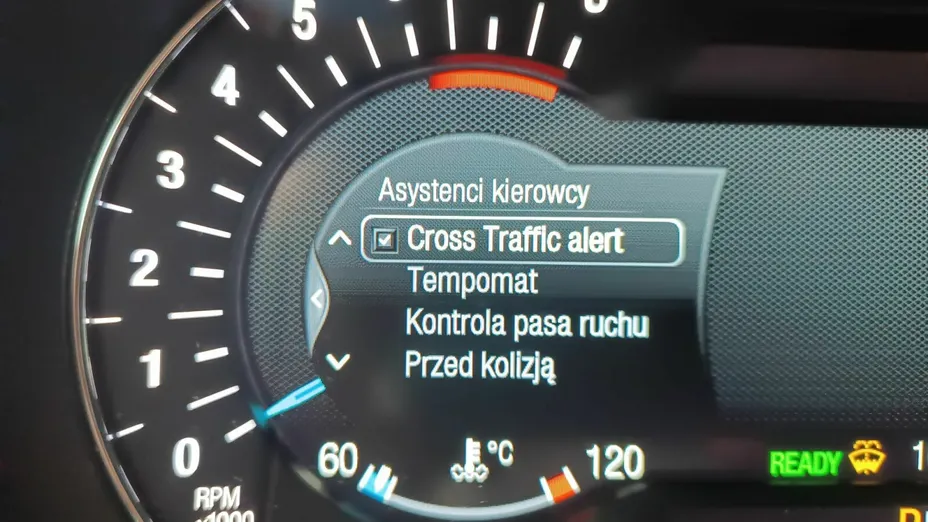 5
4
3
2
1
0
RPM
x1000
Asystenci kierowcy
Cross Traffic alert
Tempomat
Kontrola pasa ruchu
Przed kolizją
60
°C
120
READY